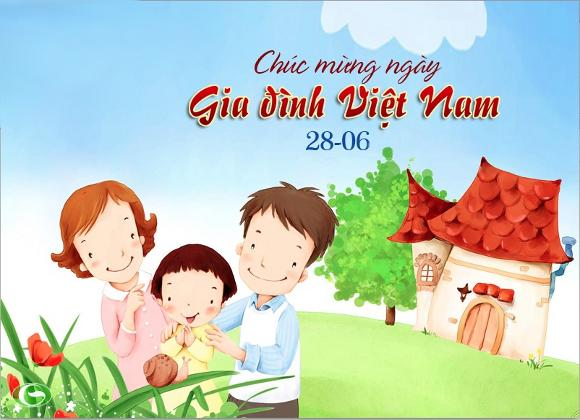 Chúc mừng ngày
Gia đình Việt Nam
28-06